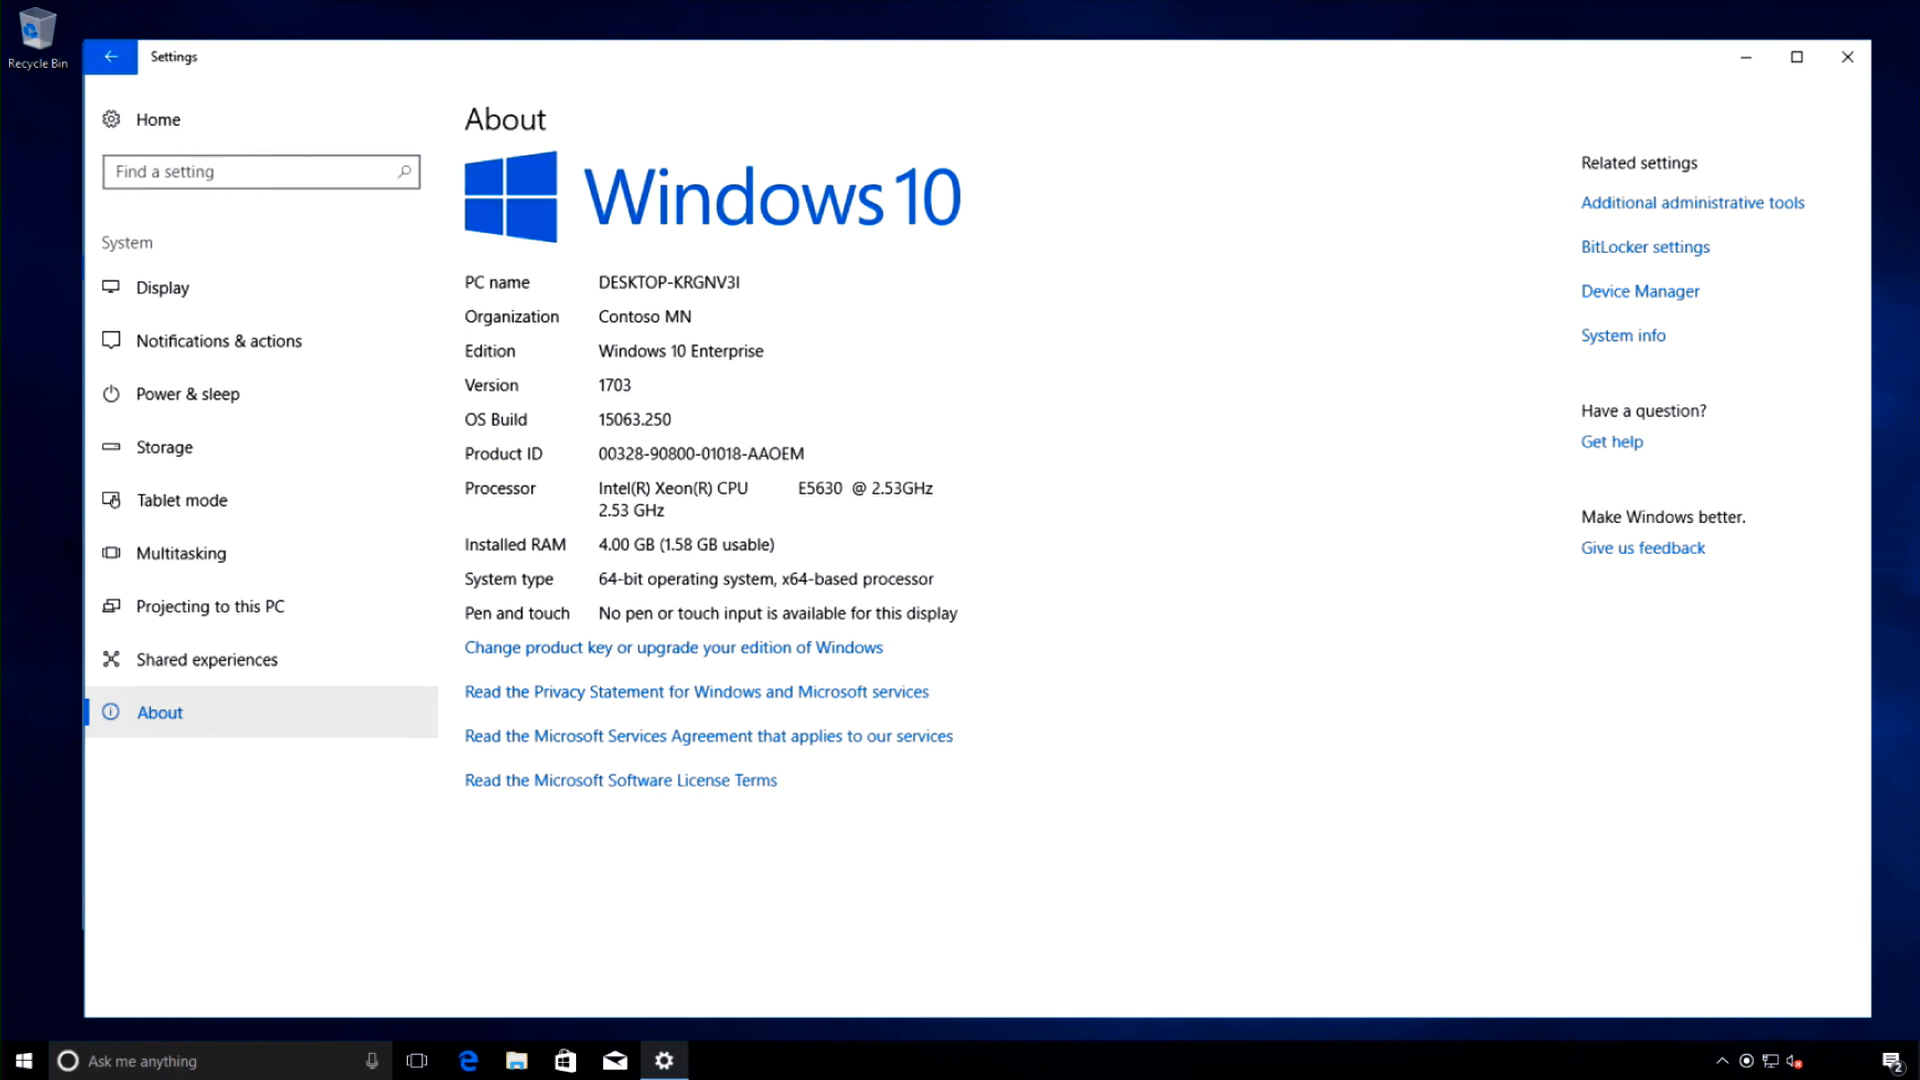 Recycle Bin
Settings
Home
Find a setting
System
Display
Notifications & actions
Power & sleep
Storage
Tablet mode
Multitasking
Projecting to this PC
Shared experiences
About
About
Windows 10
PC name DESKTOP-KRGNV3I
Organization Contoso MN
Edition Windows 10 Enterprise
Version 1703
OS Build 15063.250
Product ID 00328-90800-01018-AAOEM
Processor Intel(R) Xeon(R) CPU E5630 @ 2.53GHz
2.53 GHz
Installed RAM 4.00 GB (1.58 GB usable)
System type 64-bit operating system, x64-based processor
Pen and touch No pen or touch input is available for this display
Change product key or upgrade your edition of Windows
Read the Privacy Statement for Windows and Microsoft services
Read the Microsoft Services Agreement that applies to our services
Read the Microsoft Software License Terms
Related settings
Additional administrative tools
BitLocker settings
Device Manager
System info
Have a question?
Get help
Make Windows better.
Give us feedback
Ask me anything
2